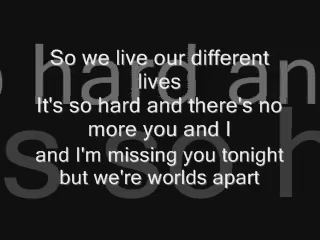 So we live our different
lives
It's so hard and there's no
more you and I
and I'm missing you tonight
but we're worlds apart